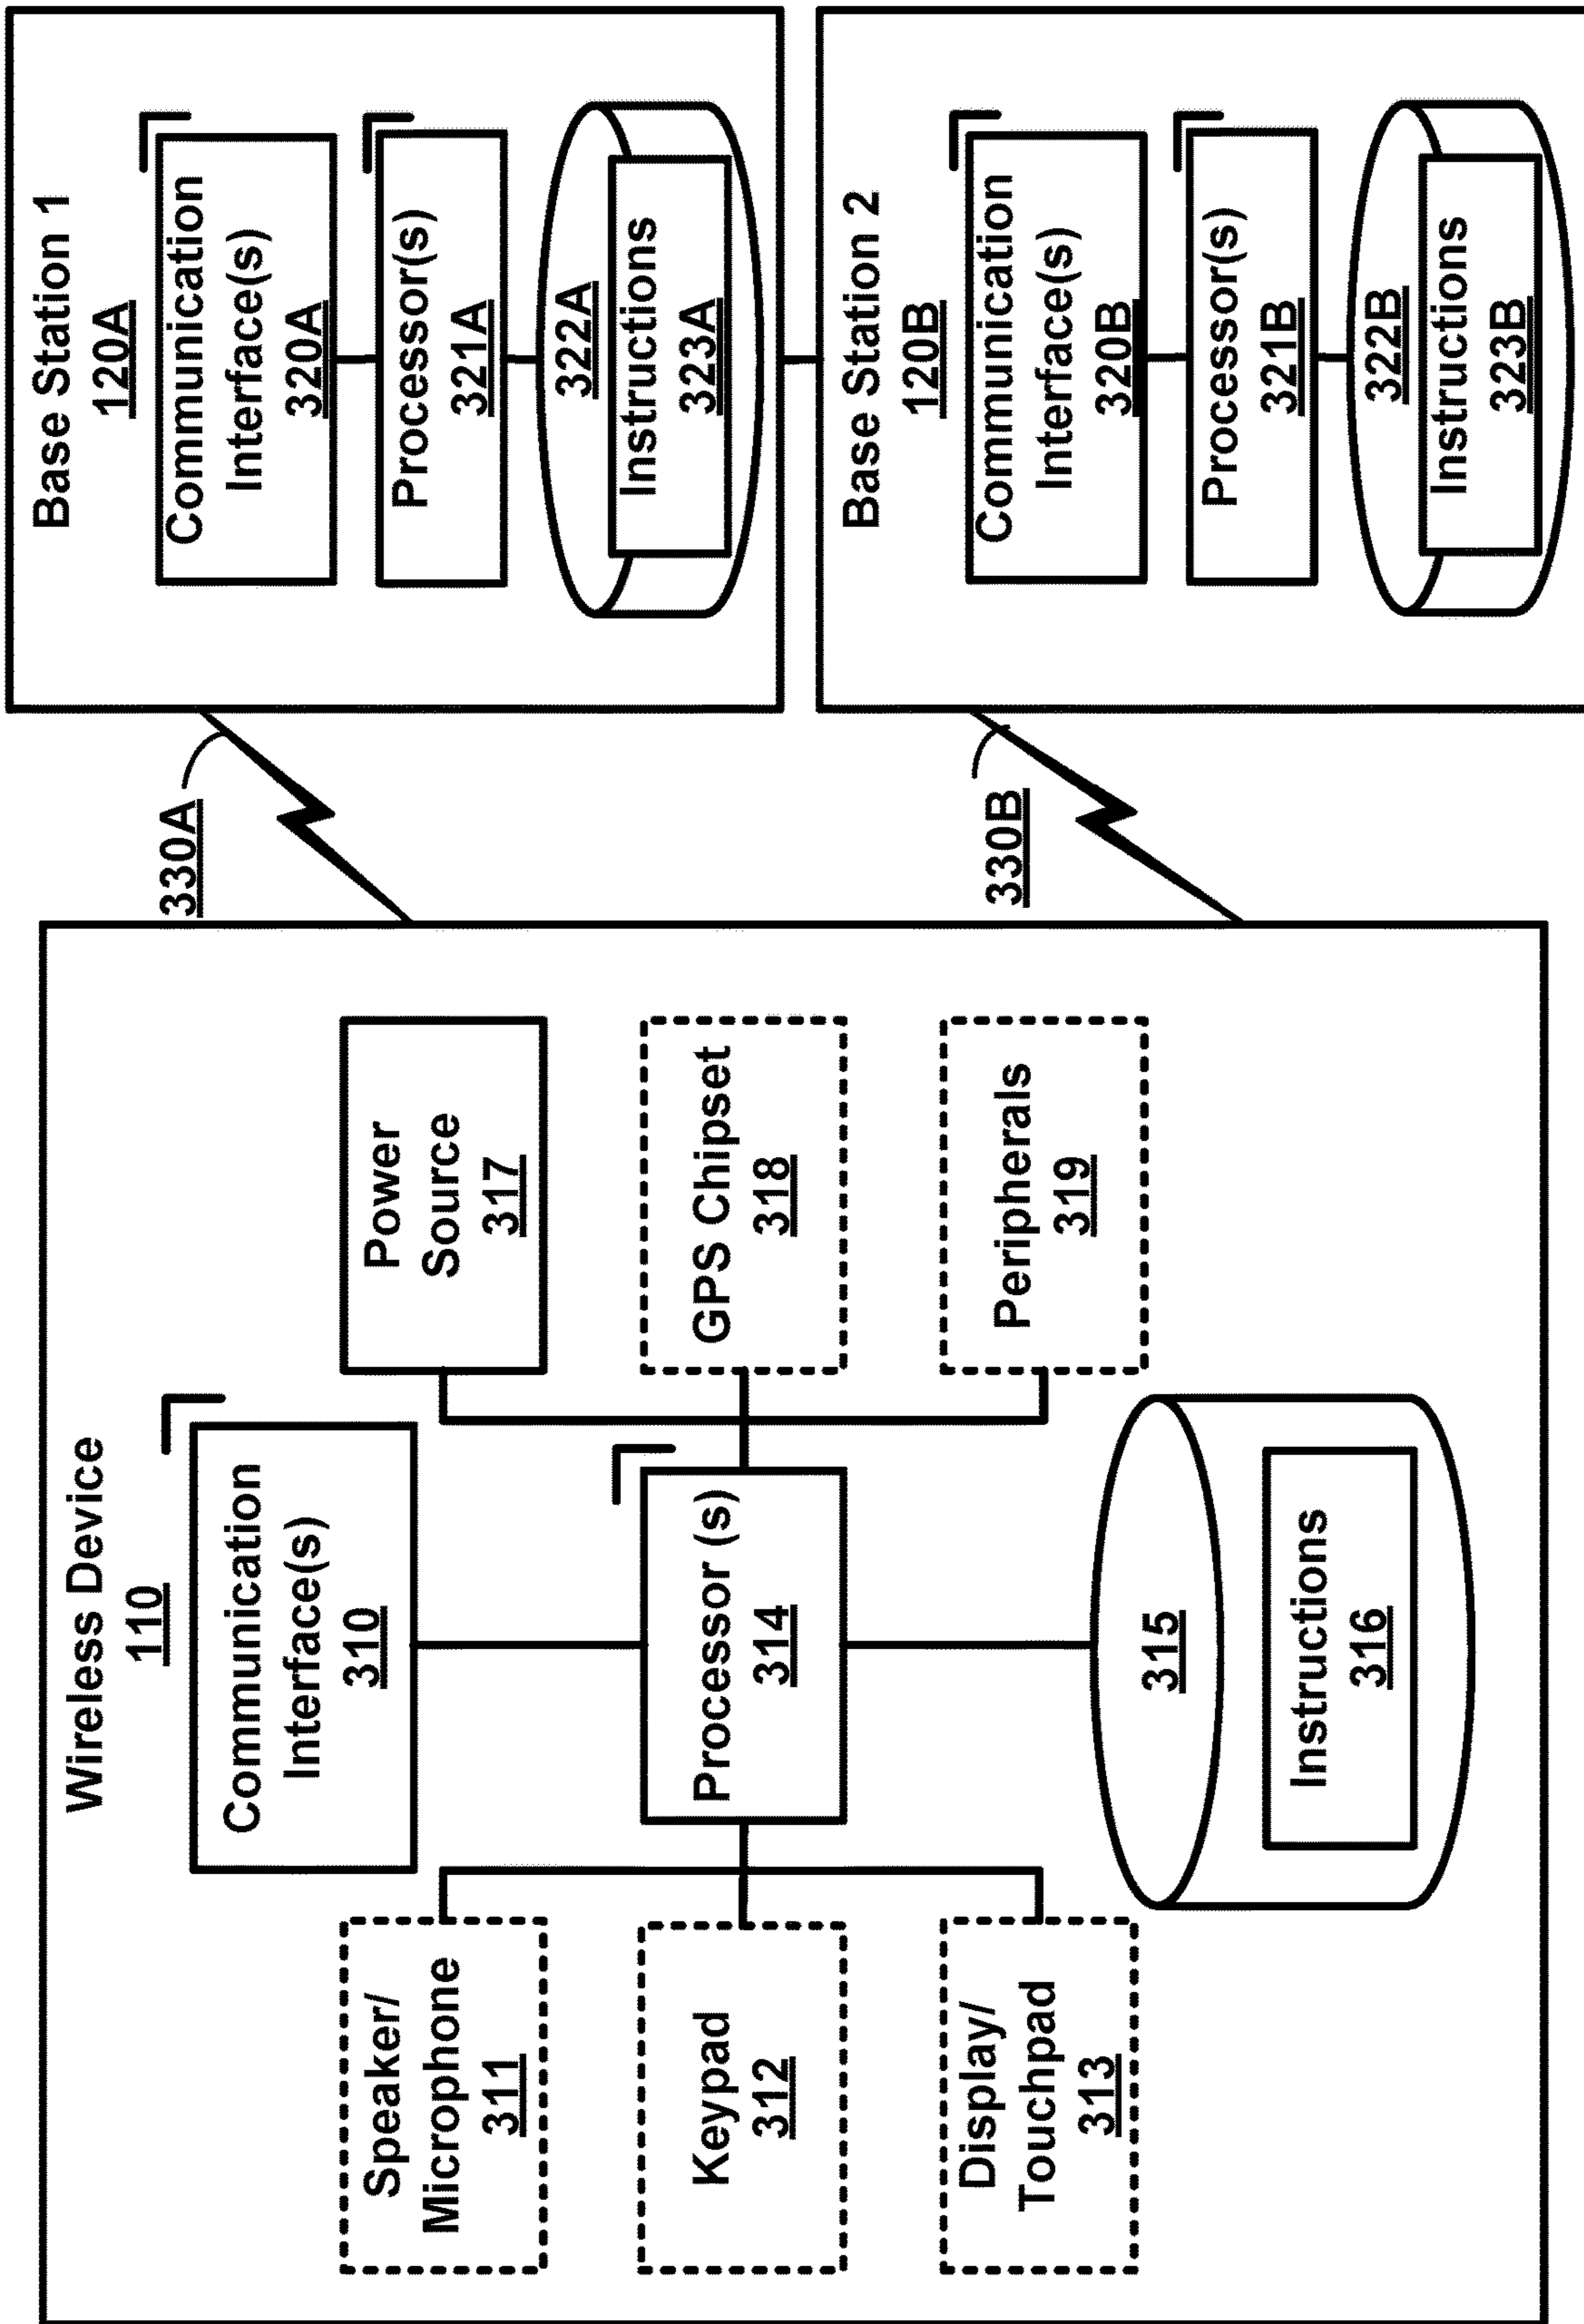 Wireless Device
110
Communication
Interface(s)
310
Speaker/
Microphone
311
Keypad
312
Display/
Touchpad
313
Processor (s)
314
315
Instructions
316
Power
Source
317
GPS Chipset
318
Peripherals
319
330A
330B
Base Station 1
120A
Communication
Interface(s)
320A
Processor(s)
321A
322A
Instructions
323A
Base Station 2
120B
Communication
Interface(s)
320B
Processor(s)
321B
322B
Instructions
323B